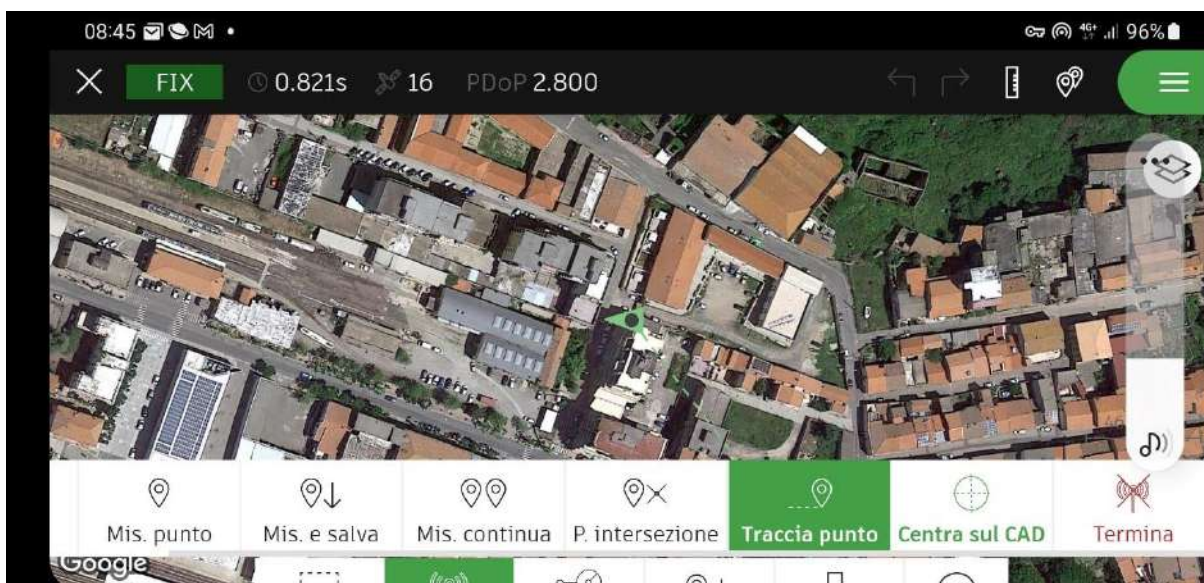 08:45 4G+ 96%
FIX 0.821s 16 PDoP 2.800
Mis. punto Mis. e salva Mis. continua P. intersezione Traccia punto Centra sul CAD Termina
Google